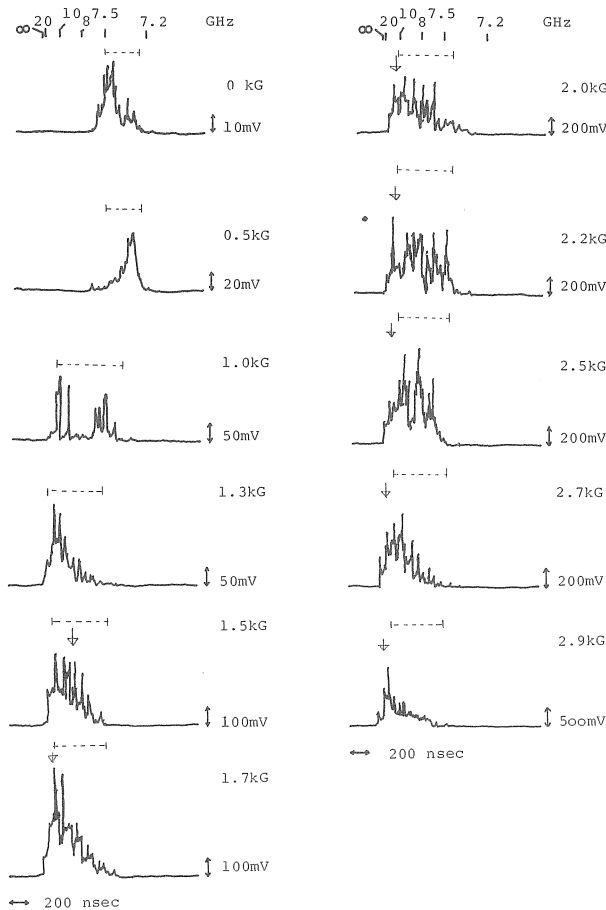 ∞ 20 10 8 7.5 7.2 GHz
0 kG
10mV
0.5kG
20mV
1.0kG
50mV
1.3kG
50mV
1.5kG
100mV
1.7kG
100mV
200 nsec
∞ 20 10 8 7.5 7.2 GHz
2.0kG
200mV
2.2kG
200mV
2.5kG
200mV
2.7kG
200mV
2.9kG
5oomV
200 nsec